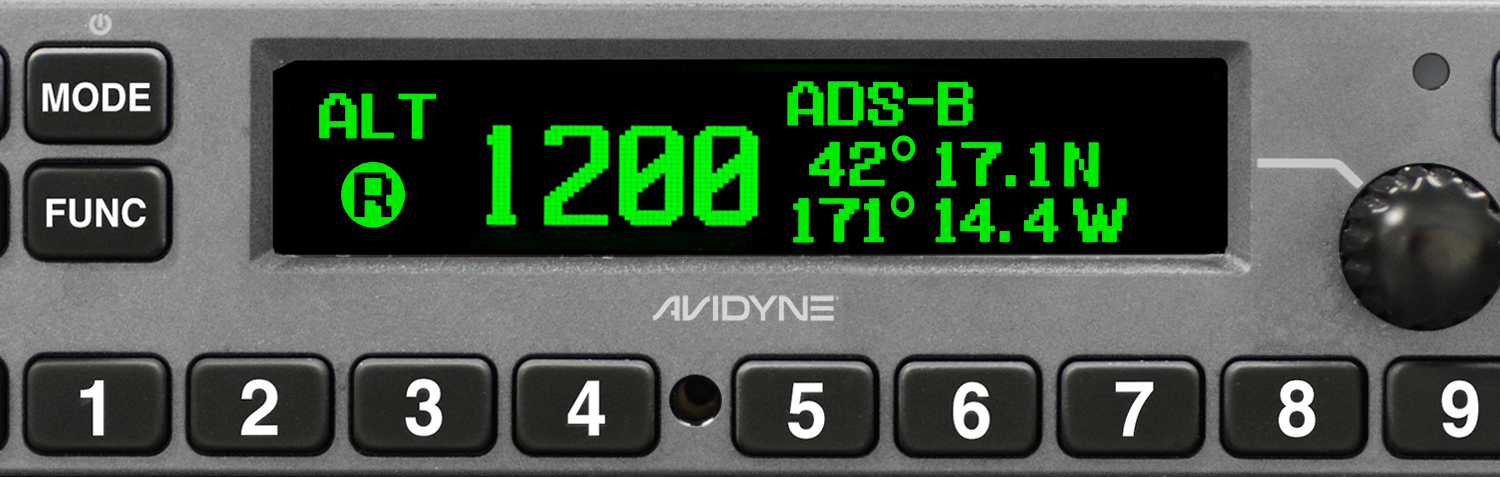 MODE
FUNC
ALT
R
1200
ADS-B
42° 17.1N
171° 14.4 W
AVIDYNE
1 2 3 4 5 6 7 8 9